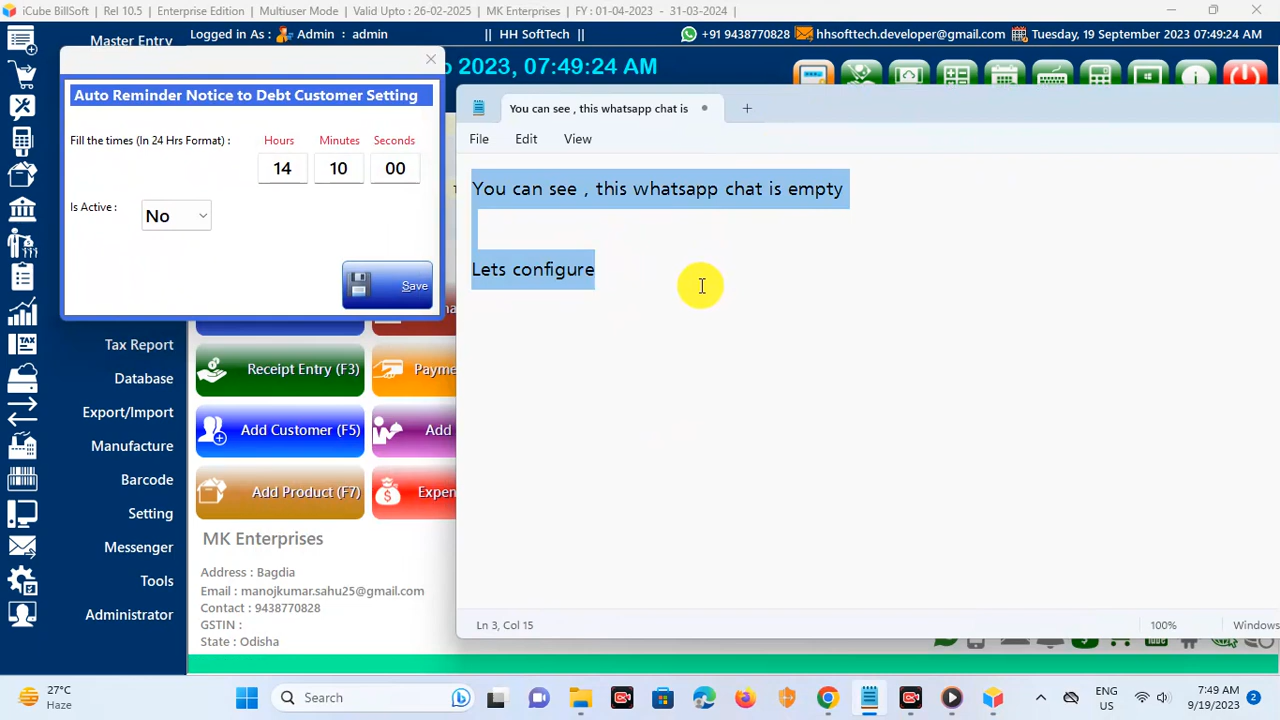 iCube BillSoft | Rel 10.5 | Enterprise Edition | Multiuser Mode | Valid Upto : 26-02-2025 | MK Enterprises | FY : 01-04-2023 - 31-03-2024 |
Master Entry
Logged in As : Admin : admin || HH SoftTech || +91 9438770828 hhsofttech.developer@gmail.com Tuesday, 19 September 2023 07:49:24 AM
2023, 07:49:24 AM
Auto Reminder Notice to Debt Customer Setting
Fill the times (In 24 Hrs Format) : Hours Minutes Seconds
14 10 00
Is Active : No
Save
You can see , this whatsapp chat is
File Edit View
You can see , this whatsapp chat is empty
Lets configure
Ln 3, Col 15 100% Windows
Tax Report
Database
Export/Import
Manufacture
Barcode
Setting
Messenger
Tools
Administrator
Receipt Entry (F3)
Add Customer (F5) Add
Add Product (F7)
MK Enterprises
Address : Bagdia
Email : manojkumar.sahu25@gmail.com
Contact : 9438770828
GSTIN :
State : Odisha
27°C
Haze
Search
ENG
US
7:49 AM
9/19/2023
2